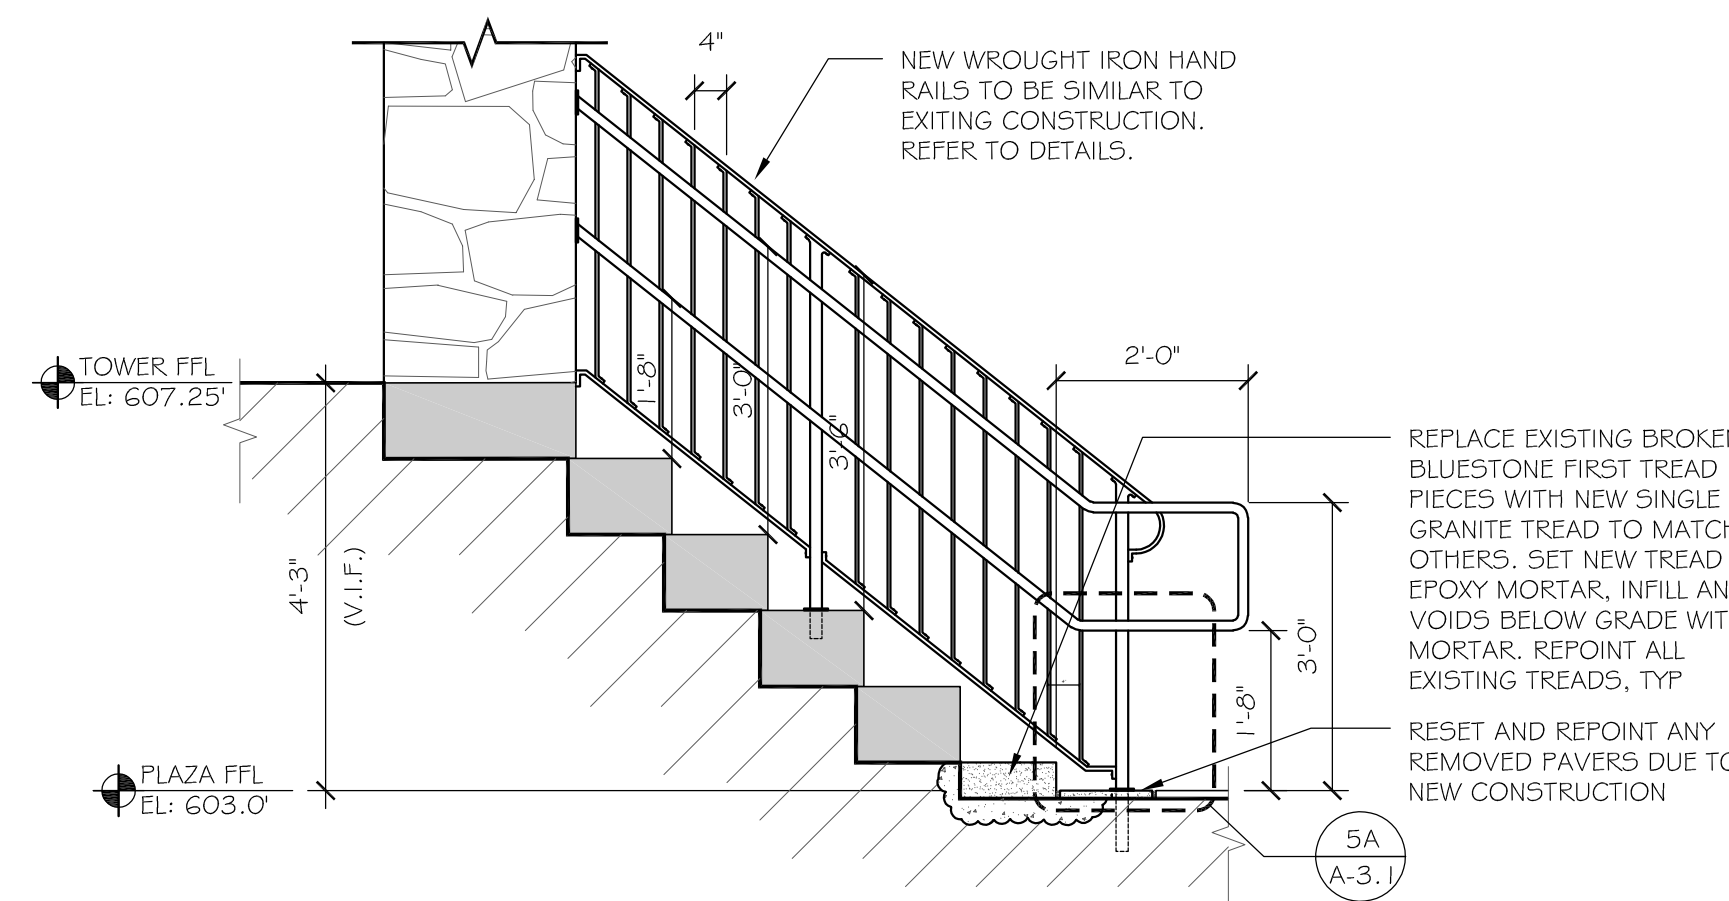 4"
NEW WROUGHT IRON HAND
RAILS TO BE SIMILAR TO
EXITING CONSTRUCTION.
REFER TO DETAILS.
TOWER FFL
EL: 607.25'
2'-0"
1'-8"
3'-0"
3'-6"
REPLACE EXISTING BROKEN
BLUESTONE FIRST TREAD
PIECES WITH NEW SINGLE
GRANITE TREAD TO MATCH
OTHERS. SET NEW TREAD
EPOXY MORTAR, INFILL AN
VOIDS BELOW GRADE WIT
MORTAR. REPOINT ALL
EXISTING TREADS, TYP
4'-3"
(V.I.F.)
3'-0"
1'-8"
RESET AND REPOINT ANY
REMOVED PAVERS DUE TO
NEW CONSTRUCTION
PLAZA FFL
EL: 603.0'
5A
A-3.1